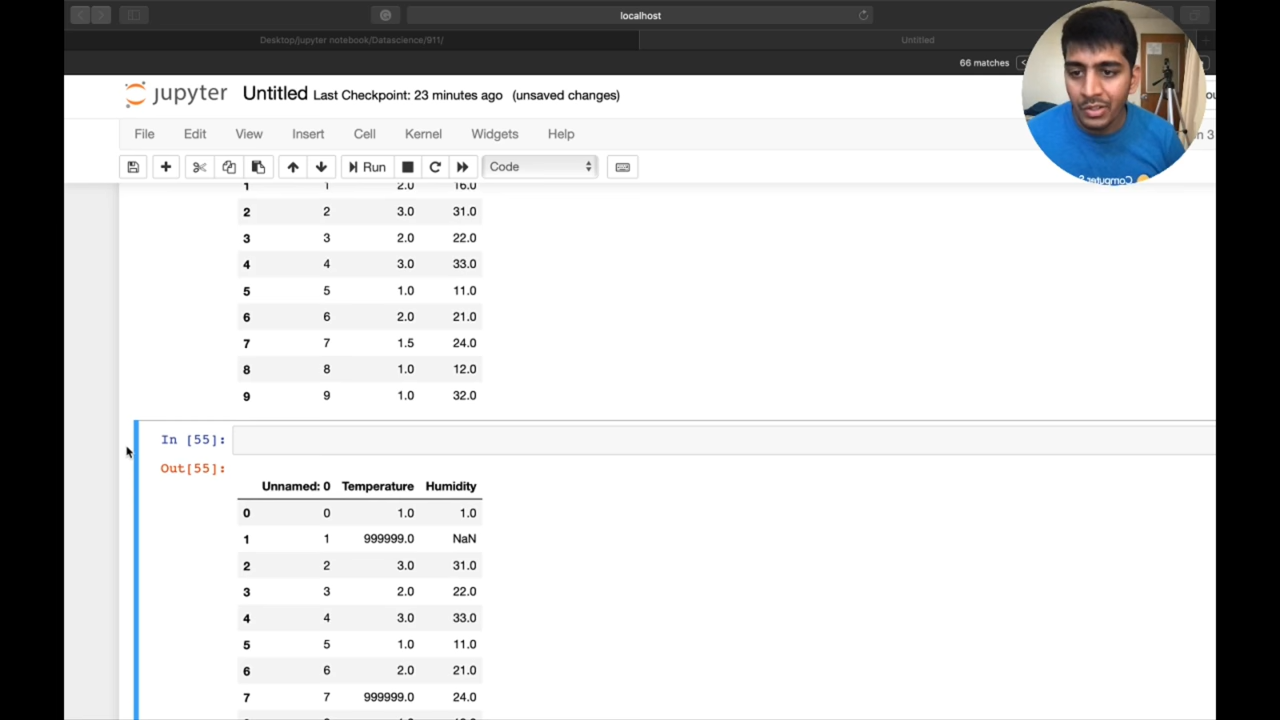 localhost
Desktop/jupyter notebook/Datascience/911/ Untitled
66 matches
jupyter Untitled Last Checkpoint: 23 minutes ago (unsaved changes)
File Edit View Insert Cell Kernel Widgets Help
Run Code
1 1 2.0 16.0
2 2 3.0 31.0
3 3 2.0 22.0
4 4 3.0 33.0
5 5 1.0 11.0
6 6 2.0 21.0
7 7 1.5 24.0
8 8 1.0 12.0
9 9 1.0 32.0
In [55]:
Out[55]:
Unnamed: 0 Temperature Humidity
0 0 1.0 1.0
1 1 999999.0 NaN
2 2 3.0 31.0
3 3 2.0 22.0
4 4 3.0 33.0
5 5 1.0 11.0
6 6 2.0 21.0
7 7 999999.0 24.0